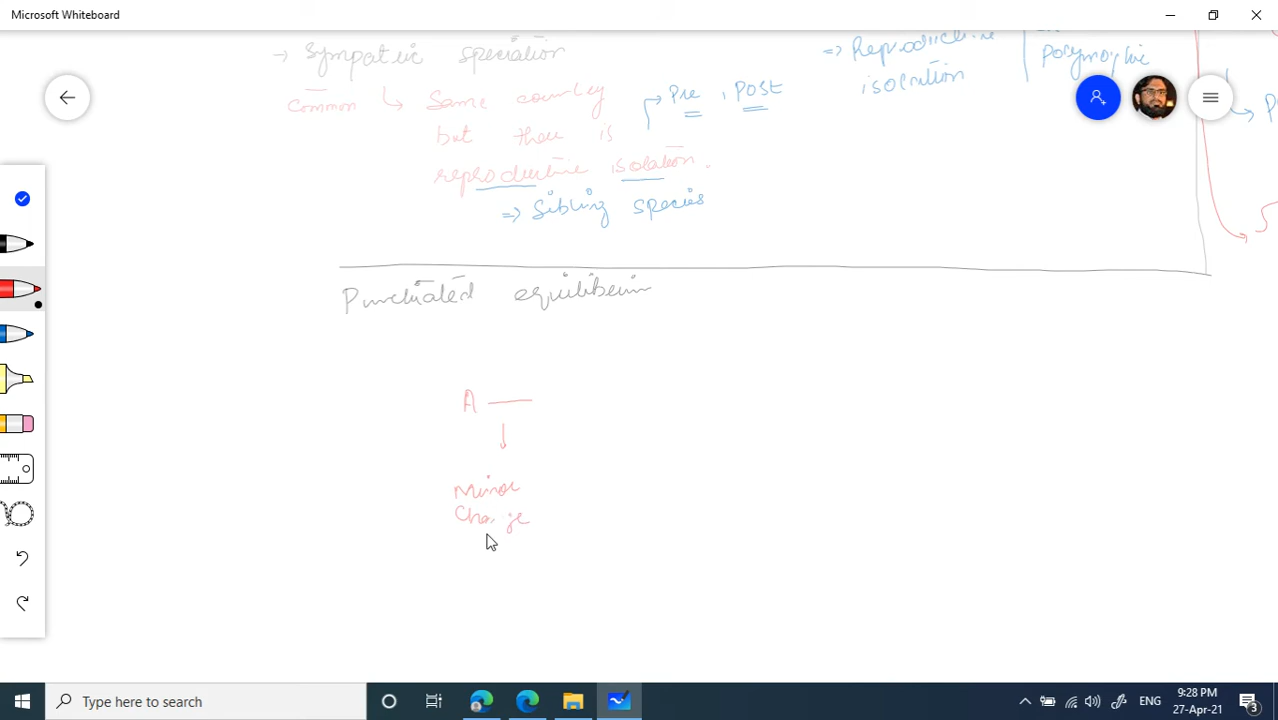 Microsoft Whiteboard
→ Sympatric speciation
Common ↳ Same country
but there is
reproductive isolation.
⇒ Sibling species
Pre, Post
⇒ Reproductive
isolation
polymorphic
Punctuated equilibrium
A —
↓
Minor
Change
Type here to search
ENG
9:28 PM
27-Apr-21
3